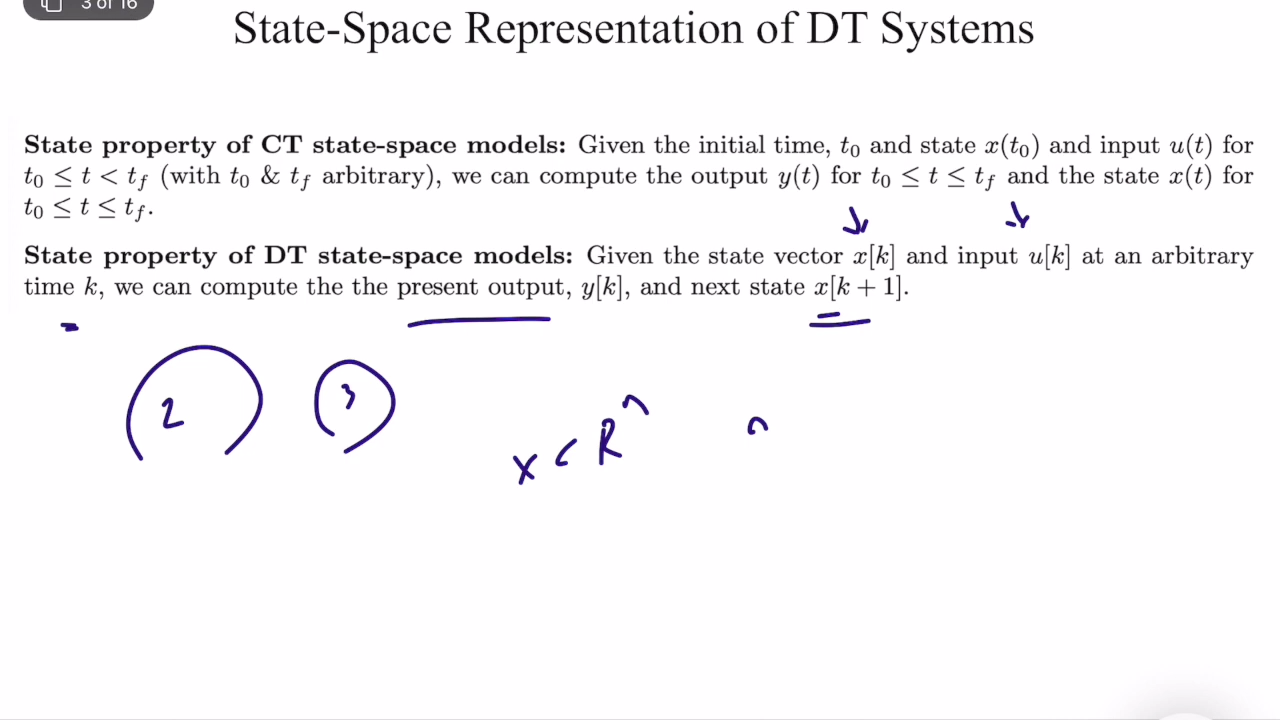 3 of 16
State-Space Representation of DT Systems
State property of CT state-space models: Given the initial time, t₀ and state x(t₀) and input u(t) for
t₀ ≤ t < t_f (with t₀ & t_f arbitrary), we can compute the output y(t) for t₀ ≤ t ≤ t_f and the state x(t) for
t₀ ≤ t ≤ t_f.
State property of DT state-space models: Given the state vector x[k] and input u[k] at an arbitrary
time k, we can compute the the present output, y[k], and next state x[k + 1].
2 3
x ∈ Rⁿ